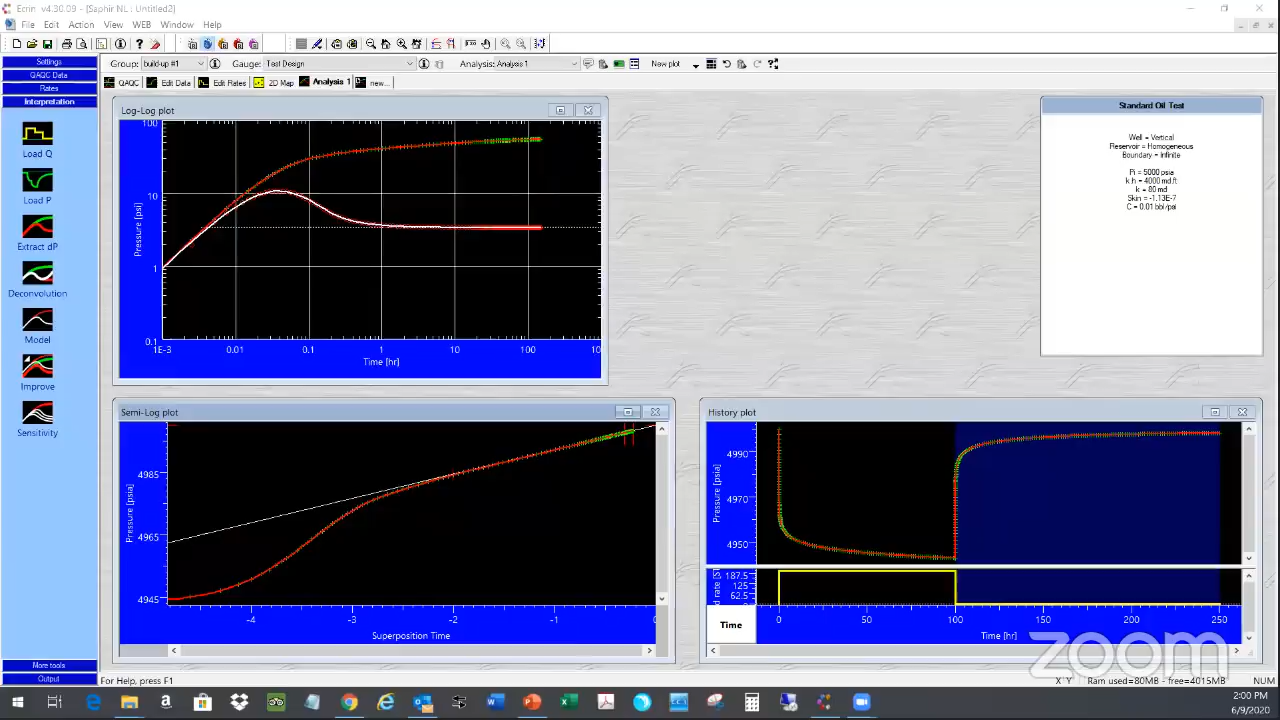 Ecrin v4.30.09 - [Saphir NL : Untitled2]
File Edit Action View WEB Window Help
Settings
QAQC Data
Rates
Interpretation
Load Q
Load P
Extract dP
Deconvolution
Model
Improve
Sensitivity
More tools
Output
Group: build-up #1 Gauge: Test Design Analysis: Analysis 1 New plot
QAQC Edit Data Edit Rates 2D Map Analysis 1 new...
Log-Log plot
100
10
1
0.1
Pressure [psi]
1E-3 0.01 0.1 1 10 100 10
Time [hr]
Standard Oil Test
Well = Vertical
Reservoir = Homogeneous
Boundary = Infinite
Pi = 5000 psia
k.h = 4000 md.ft
k = 80 md
Skin = -1.13E-7
C = 0.01 bbl/psi
Semi-Log plot
4985
4965
4945
Pressure [psia]
-4 -3 -2 -1 0
Superposition Time
History plot
4990
4970
4950
Pressure [psia]
187.5
125
62.5
d rate [S
Time
0 50 100 150 200 250
Time [hr]
zoom
For Help, press F1
X Y Ram used=80MB - free=4015MB NUM
2:00 PM
6/9/2020